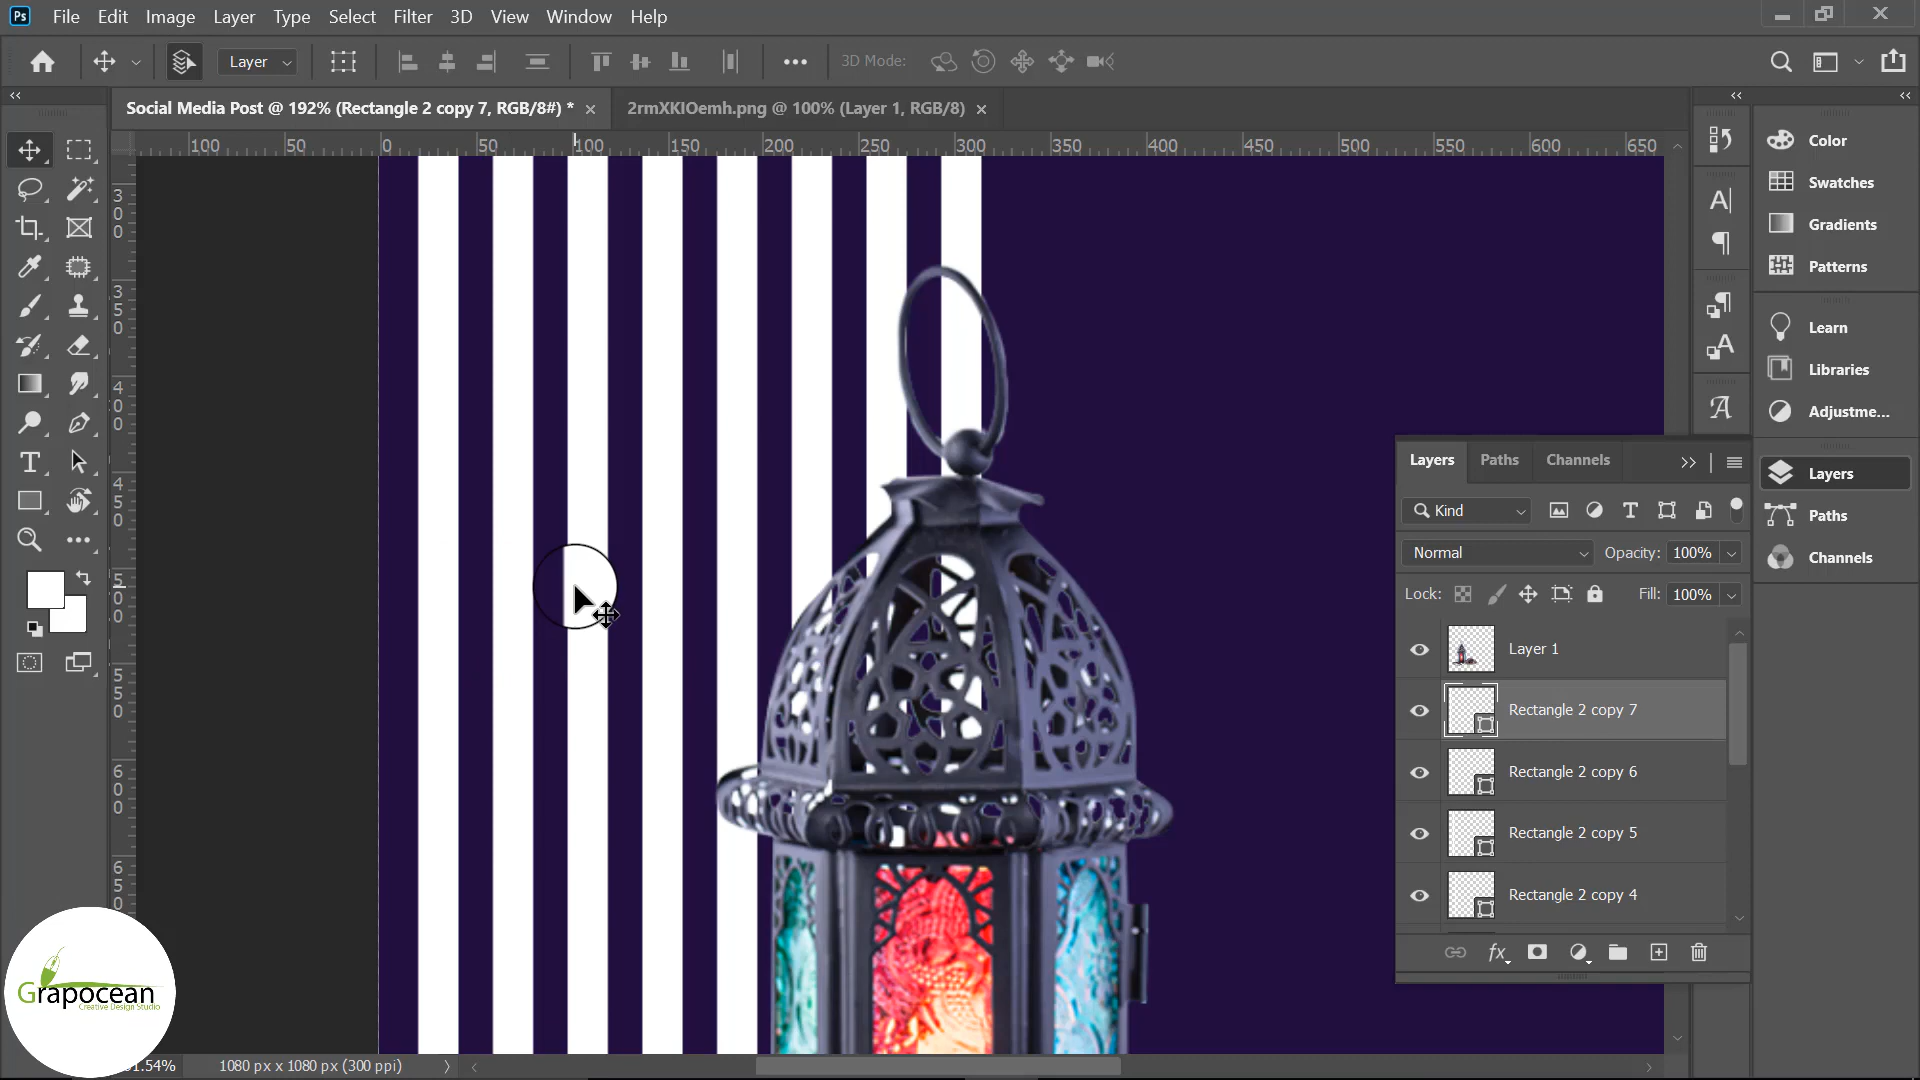 Ps File Edit Image Layer Type Select Filter 3D View Window Help
Layer 3D Mode:
Social Media Post @ 192% (Rectangle 2 copy 7, RGB/8#) * × 2rmXKIOemh.png @ 100% (Layer 1, RGB/8) ×
100 50 0 50 100 150 200 250 300 350 400 450 500 550 600 650
300
350
400
450
500
550
600
650
Color
Swatches
Gradients
Patterns
Learn
Libraries
Adjustme...
Layers
Paths
Channels
Layers Paths Channels
Kind
Normal Opacity: 100%
Lock: Fill: 100%
Layer 1
Rectangle 2 copy 7
Rectangle 2 copy 6
Rectangle 2 copy 5
Rectangle 2 copy 4
fx
Grapocean
Creative Design Studio
1.54% 1080 px x 1080 px (300 ppi)